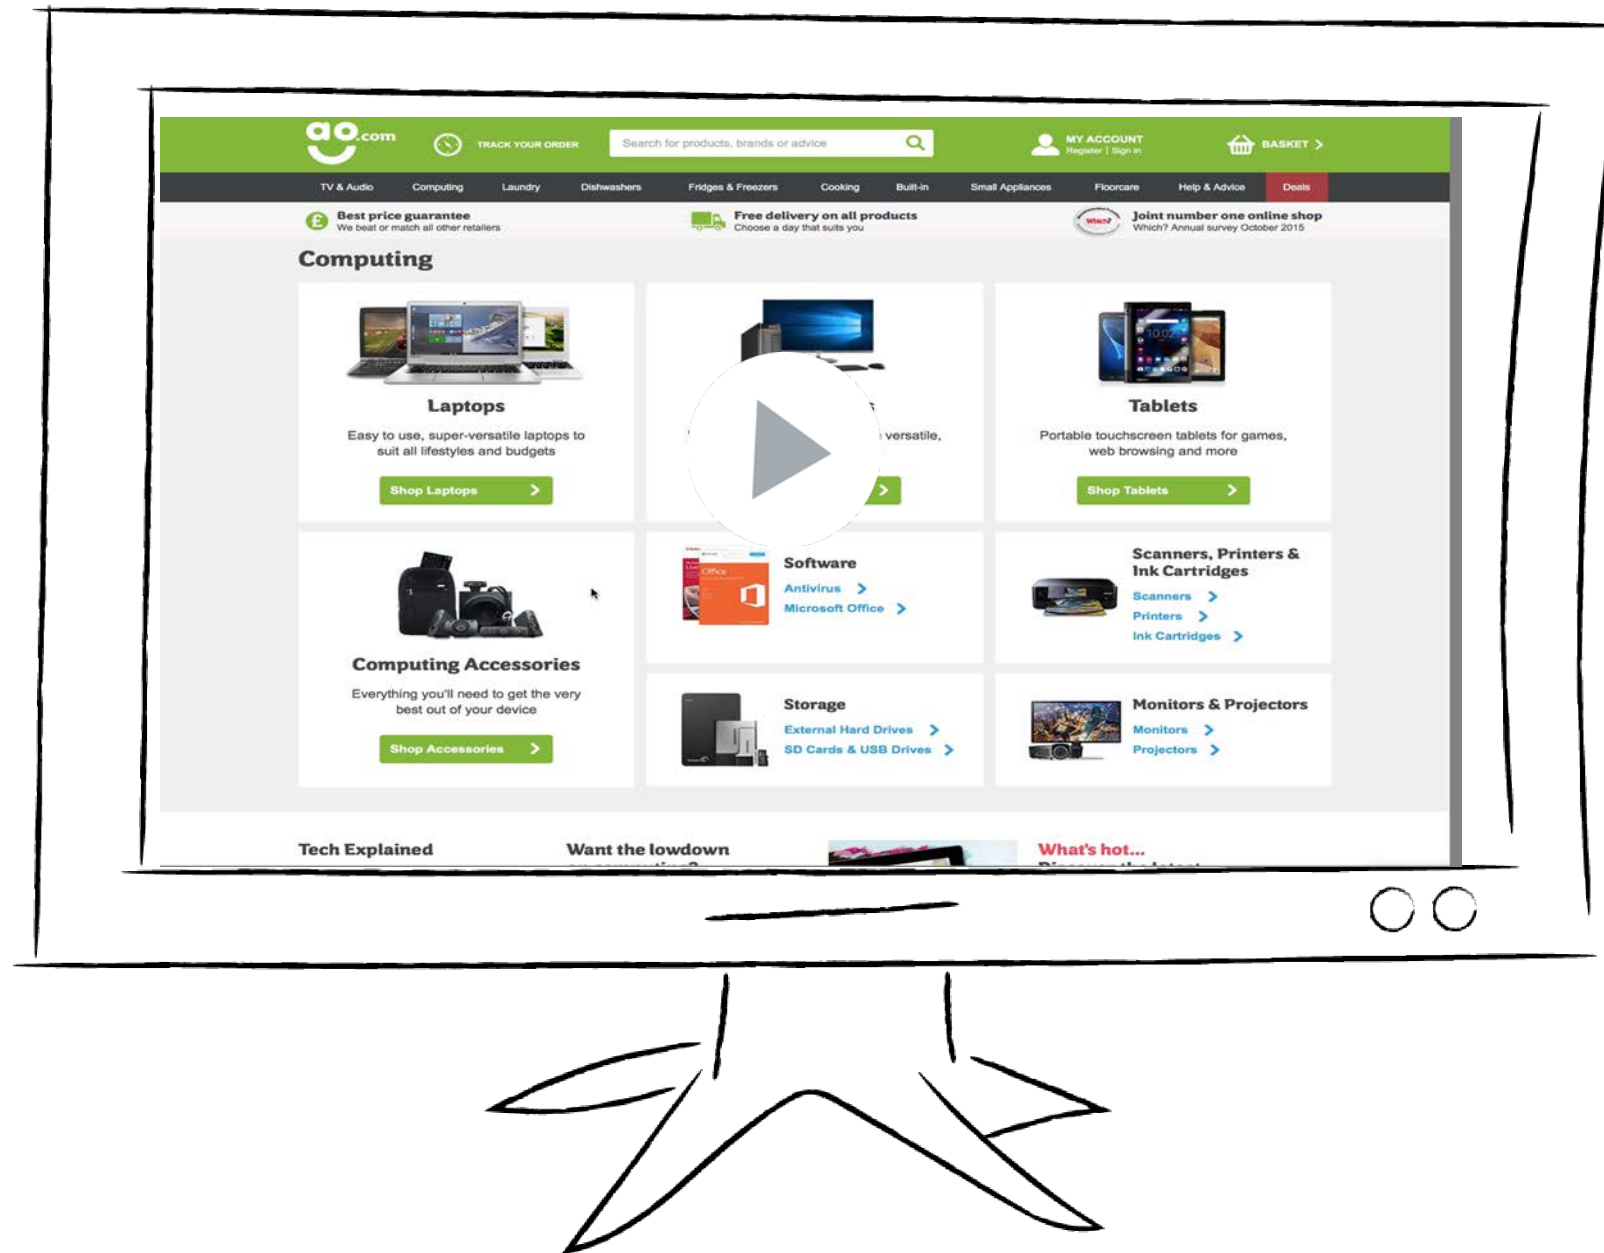 ao.com
TRACK YOUR ORDER
Search for products, brands or advice
MY ACCOUNT
Register | Sign in
BASKET
TV & Audio Computing Laundry Dishwashers Fridges & Freezers Cooking Built-in Small Appliances Floorcare Help & Advice Deals
Best price guarantee
We beat or match all other retailers
Free delivery on all products
Choose a day that suits you
Which?
Joint number one online shop
Which? Annual survey October 2015
Computing
Laptops
Easy to use, super-versatile laptops to
suit all lifestyles and budgets
Shop Laptops
versatile,
Tablets
Portable touchscreen tablets for games,
web browsing and more
Shop Tablets
Computing Accessories
Everything you'll need to get the very
best out of your device
Shop Accessories
Office
Software
Antivirus
Microsoft Office
Scanners, Printers &
Ink Cartridges
Scanners
Printers
Ink Cartridges
Storage
External Hard Drives
SD Cards & USB Drives
Monitors & Projectors
Monitors
Projectors
Tech Explained
Want the lowdown
What's hot...